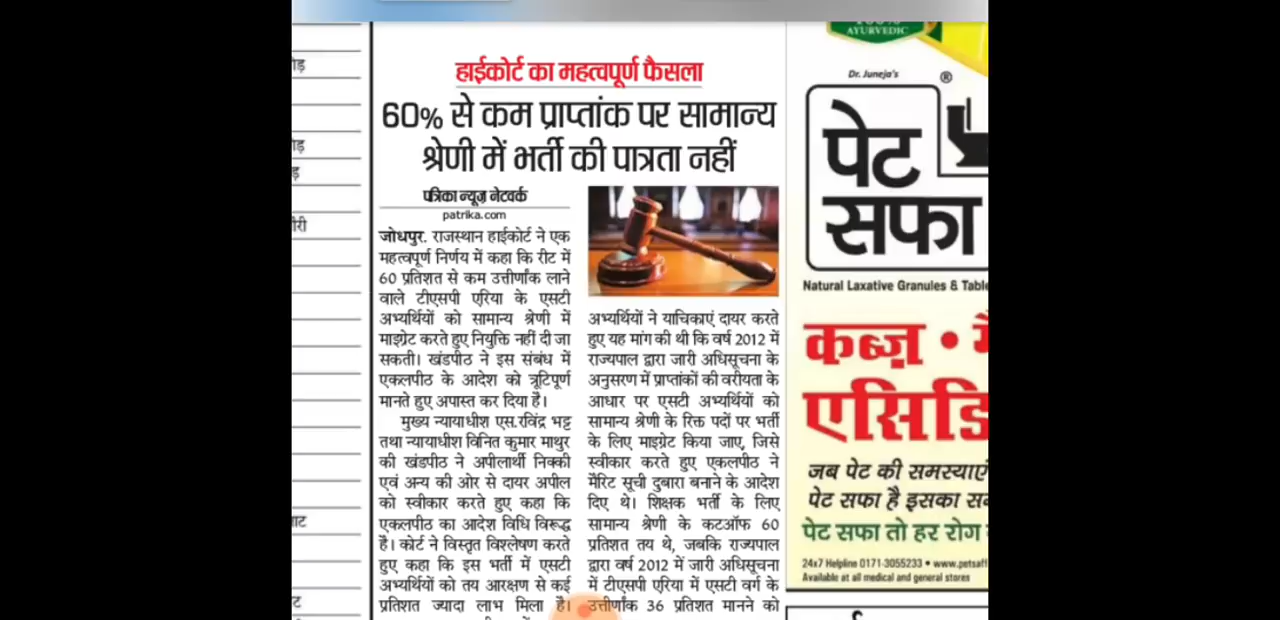 हाईकोर्ट का महत्वपूर्ण फैसला
60% से कम प्राप्तांक पर सामान्य
श्रेणी में भर्ती की पात्रता नहीं
पत्रिका न्यूज़ नेटवर्क
patrika.com
जोधपुर. राजस्थान हाईकोर्ट ने एक
महत्वपूर्ण निर्णय में कहा कि रीट में
60 प्रतिशत से कम उत्तीर्णांक लाने
वाले टीएसपी एरिया के एसटी
अभ्यर्थियों को सामान्य श्रेणी में
माइग्रेट करते हुए नियुक्ति नहीं दी जा
सकती। खंडपीठ ने इस संबंध में
एकलपीठ के आदेश को त्रूटिपूर्ण
मानते हुए अपास्त कर दिया है।
मुख्य न्यायाधीश एस.रविंद्र भट्ट
तथा न्यायाधीश विनित कुमार माथुर
की खंडपीठ ने अपीलार्थी निक्की
एवं अन्य की ओर से दायर अपील
को स्वीकार करते हुए कहा कि
एकलपीठ का आदेश विधि विरूद्ध
है। कोर्ट ने विस्तृत विश्लेषण करते
हुए कहा कि इस भर्ती में एसटी
अभ्यर्थियों को तय आरक्षण से कई
प्रतिशत ज्यादा लाभ मिला है।
अभ्यर्थियों ने याचिकाएं दायर करते
हुए यह मांग की थी कि वर्ष 2012 में
राज्यपाल द्वारा जारी अधिसूचना के
अनुसरण में प्राप्तांकों की वरीयता के
आधार पर एसटी अभ्यर्थियों को
सामान्य श्रेणी के रिक्त पदों पर भर्ती
के लिए माइग्रेट किया जाए, जिसे
स्वीकार करते हुए एकलपीठ ने
मैरिट सूची दुबारा बनाने के आदेश
दिए थे। शिक्षक भर्ती के लिए
सामान्य श्रेणी के कटऑफ 60
प्रतिशत तय थे, जबकि राज्यपाल
द्वारा वर्ष 2012 में जारी अधिसूचना
में टीएसपी एरिया में एसटी वर्ग के
उत्तीर्णांक 36 प्रतिशत मानने को
AYURVEDIC
Dr. Juneja's
®
पेट
सफा
Natural Laxative Granules &
कब्ज़ •
एसिडि
जब पेट की समस्याएं
पेट सफा है इसका
पेट सफा तो हर रोग
24x7 Helpline 0171-3055233 •
Available at all medical and general stores